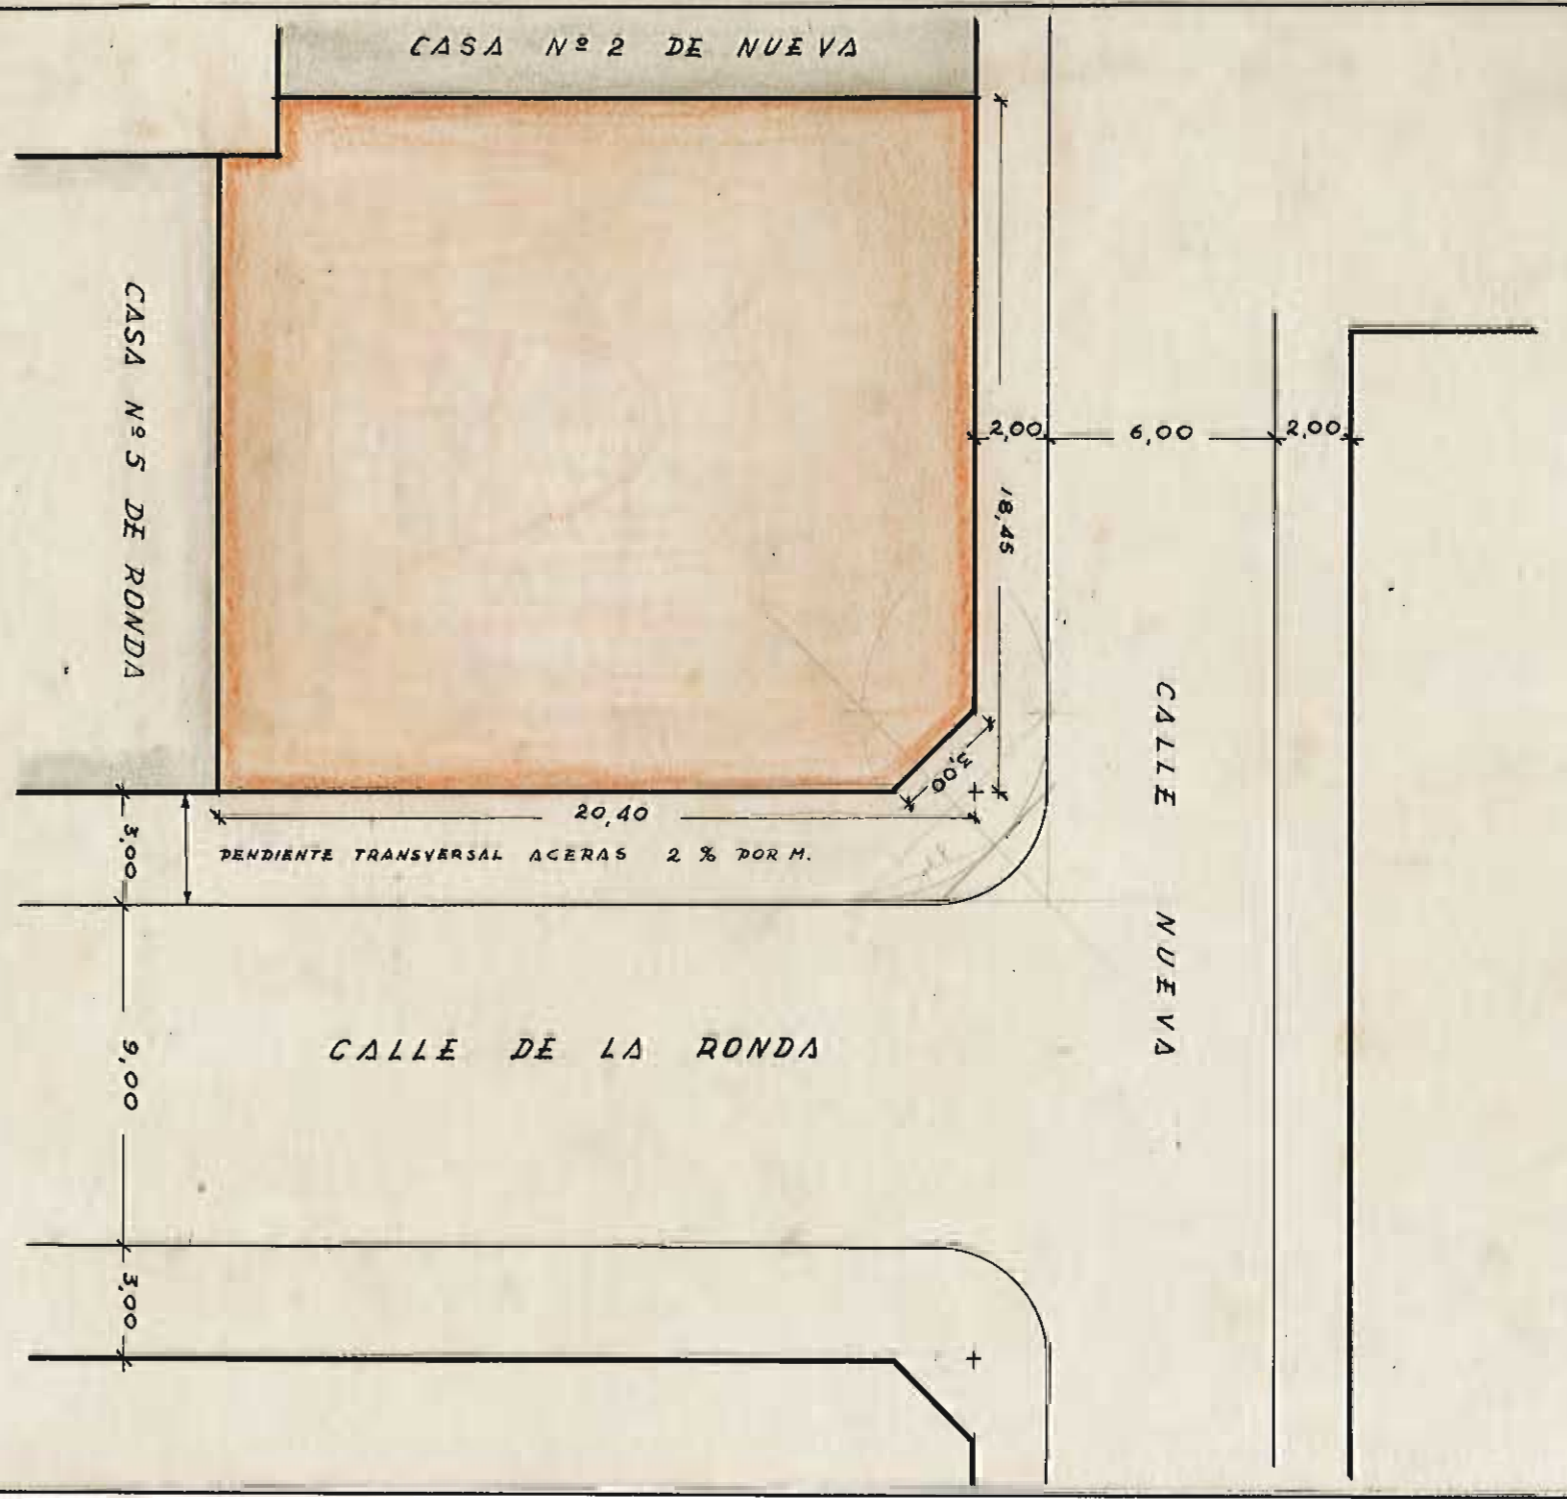 CASA Nº 2 DE NUEVA
CASA Nº 5 DE RONDA
2,00
6,00
2,00
18,45
3,00
20,40
3,00
PENDIENTE TRANSVERSAL ACERAS 2 % POR M.
CALLE NUEVA
9,00
CALLE DE LA RONDA
3,00